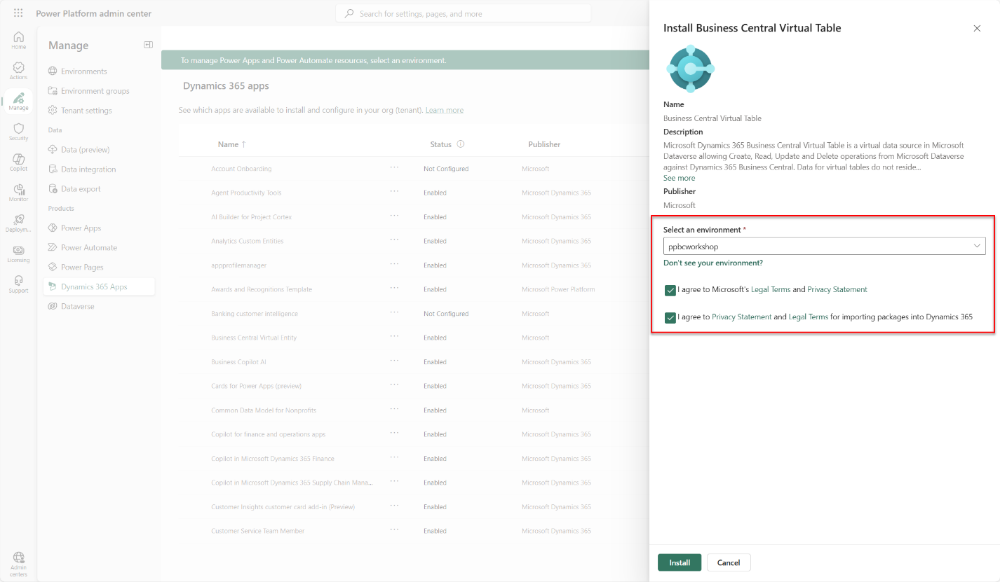 Power Platform admin center
Search for settings, pages, and more
Home
Actions
Manage
Security
Copilot
Monitor
Deploym...
Licensing
Support
Admin
centers
Manage
Environments
Environment groups
Tenant settings
Data
Data (preview)
Data integration
Data export
Products
Power Apps
Power Automate
Power Pages
Dynamics 365 Apps
Dataverse
To manage Power Apps and Power Automate resources, select an environment.
Dynamics 365 apps
See which apps are available to install and configure in your org (tenant). Learn more
Name ↑ Status Publisher
Account Onboarding ... Not Configured Microsoft
Agent Productivity Tools ... Enabled Microsoft Dynamics 365
AI Builder for Project Cortex ... Enabled Microsoft Dynamics 365
Analytics Custom Entities ... Enabled Microsoft Dynamics 365
appprofilemanager ... Enabled Microsoft Dynamics 365
Awards and Recognitions Template ... Enabled Microsoft Power Platform
Banking customer intelligence ... Not Configured Microsoft
Business Central Virtual Entity ... Enabled Microsoft
Business Copilot AI ... Enabled Microsoft Dynamics 365
Cards for Power Apps (preview) ... Enabled Microsoft Dynamics 365
Common Data Model for Nonprofits ... Enabled Microsoft
Copilot for finance and operations apps ... Enabled Microsoft Dynamics 365
Copilot in Microsoft Dynamics 365 Finance ... Enabled Microsoft Dynamics 365
Copilot in Microsoft Dynamics 365 Supply Chain Mana... ... Enabled Microsoft Dynamics 365
Customer Insights customer card add-in (Preview) ... Enabled Microsoft Dynamics 365
Customer Service Team Member ... Enabled Microsoft Dynamics 365
Install Business Central Virtual Table
Name
Business Central Virtual Table
Description
Microsoft Dynamics 365 Business Central Virtual Table is a virtual data source in Microsoft
Dataverse allowing Create, Read, Update and Delete operations from Microsoft Dataverse
against Dynamics 365 Business Central. Data for virtual tables do not reside...
See more
Publisher
Microsoft
Select an environment *
ppbcworkshop
Don't see your environment?
I agree to Microsoft's Legal Terms and Privacy Statement
I agree to Privacy Statement and Legal Terms for importing packages into Dynamics 365
Install
Cancel